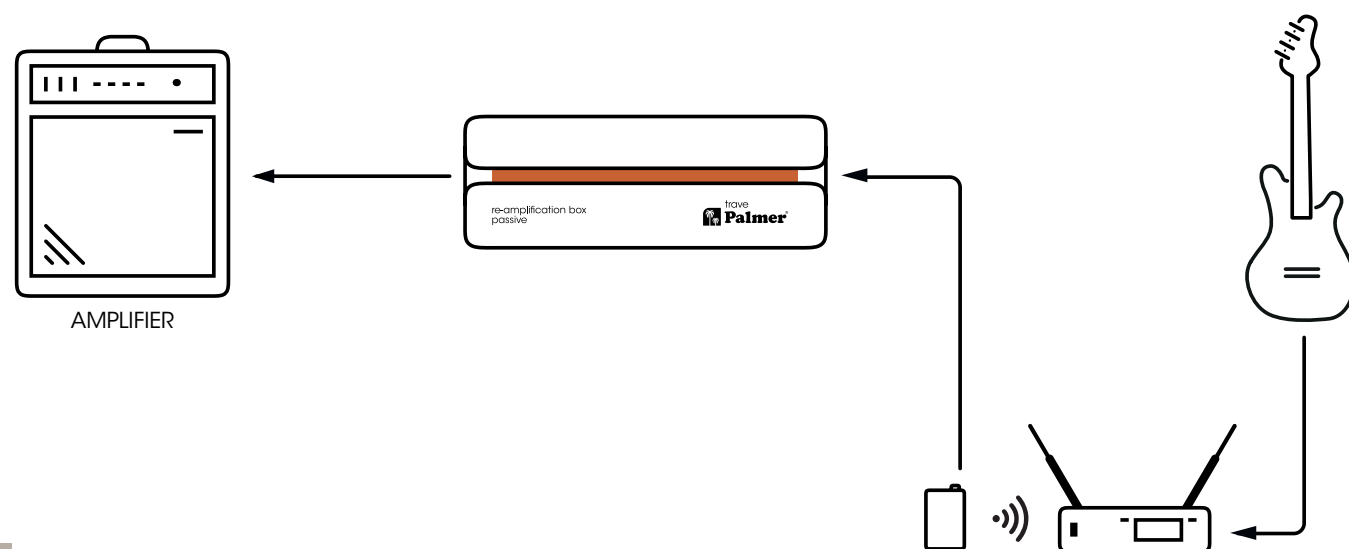 re-amplification box
passive
trave
Palmer®
AMPLIFIER